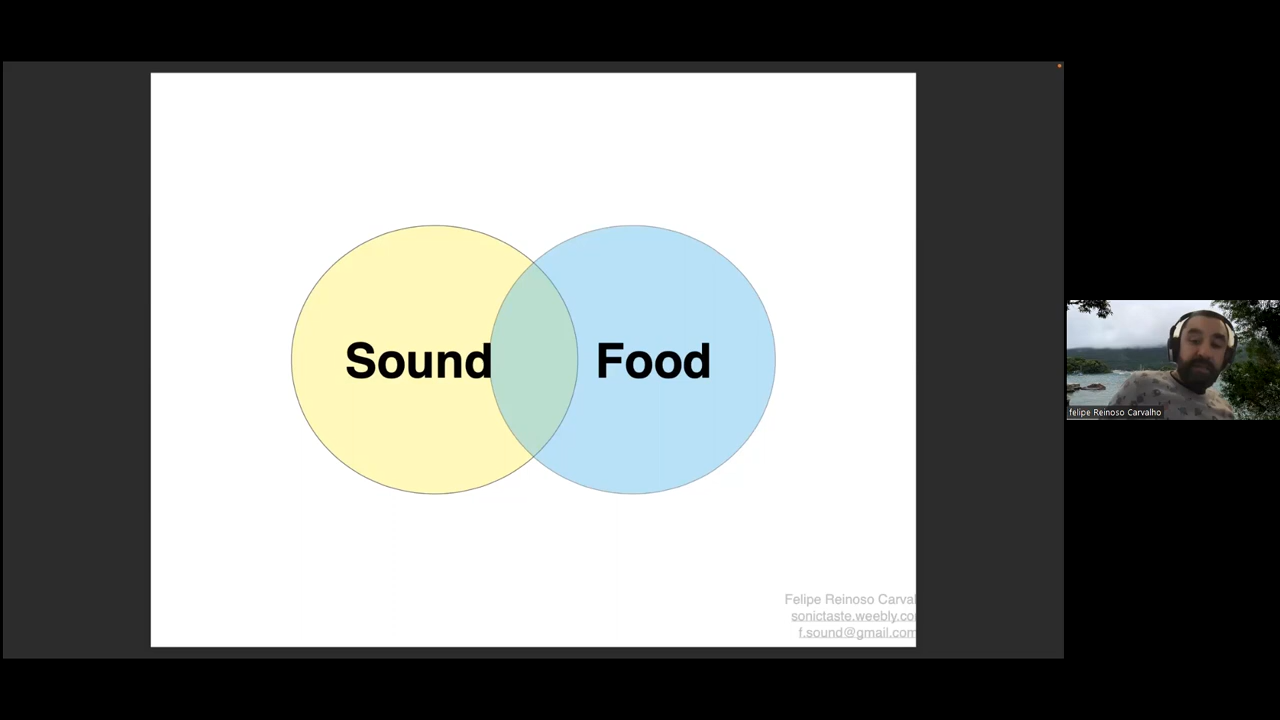 Sound
Food
Felipe Reinoso Carval
sonictaste.weebly.co
f.sound@gmail.com
felipe Reinoso Carvalho